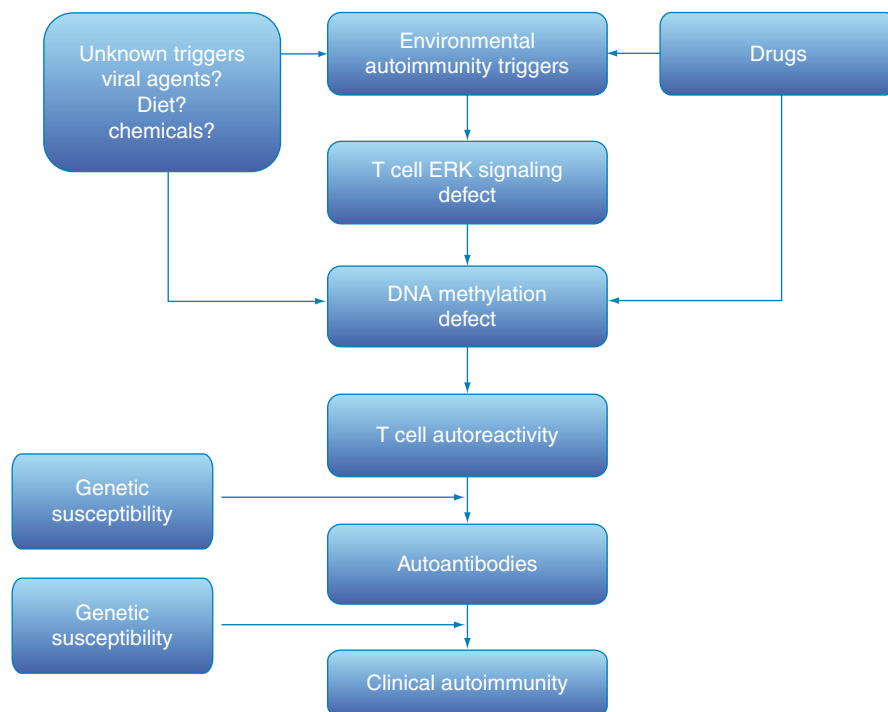 Unknown triggers
viral agents?
Diet?
chemicals?
Environmental
autoimmunity triggers
Drugs
T cell ERK signaling
defect
DNA methylation
defect
T cell autoreactivity
Genetic
susceptibility
Autoantibodies
Genetic
susceptibility
Clinical autoimmunity